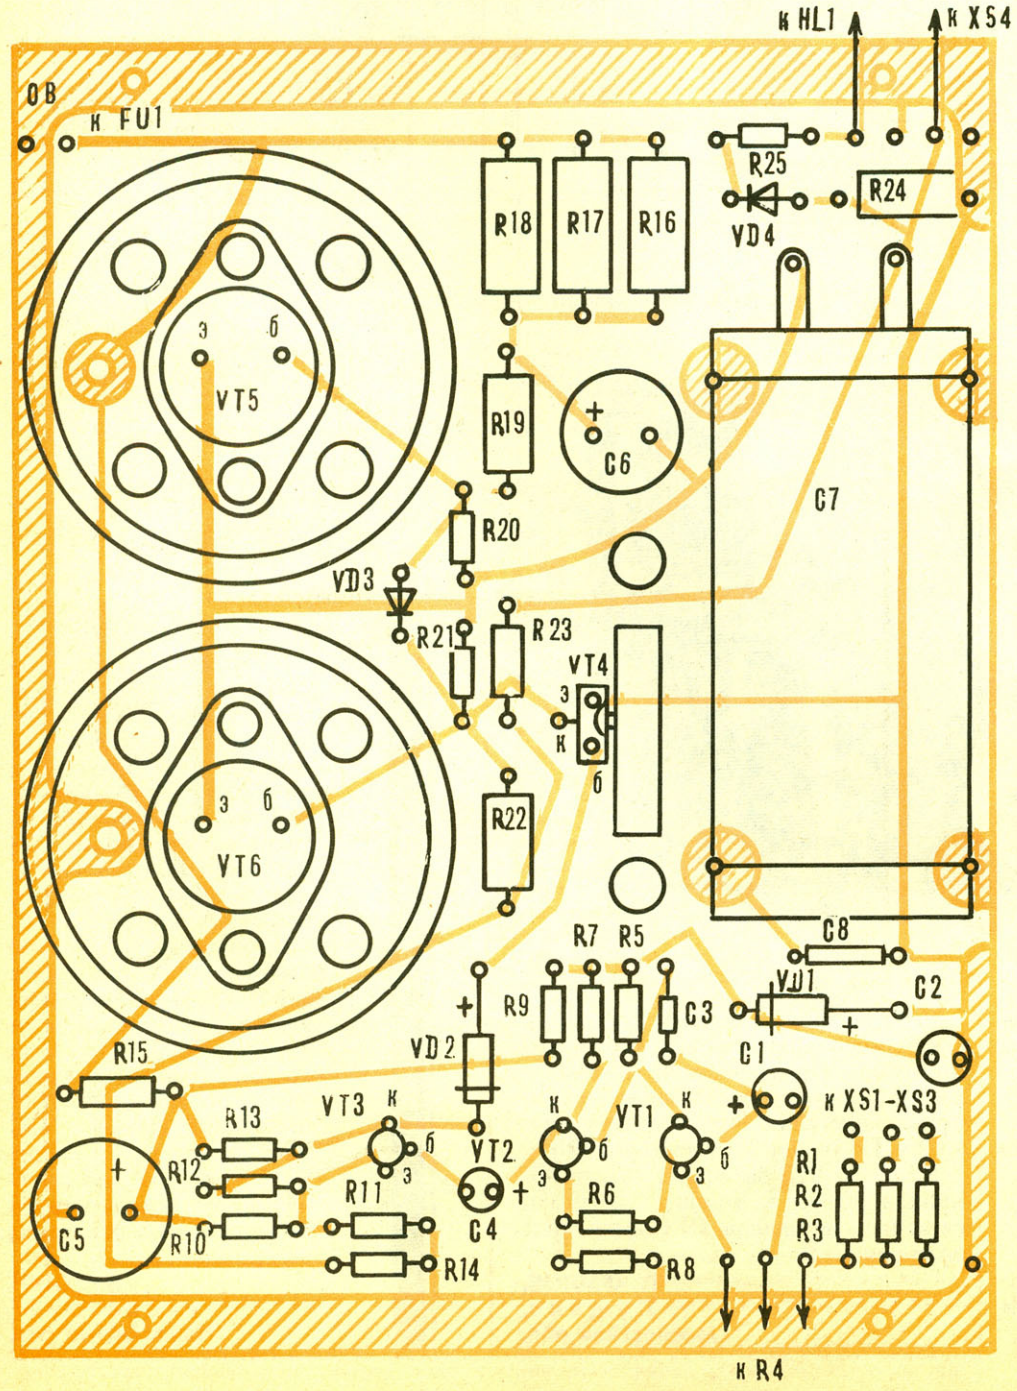 к HL1
к XS4
0В
к FU1
R25
R24
R18
R17
R16
VD4
э
б
VT5
+
R19
C6
C7
R20
VD3
R21
R23
VT4
э
к
б
э
б
VT6
R22
C8
R7
R5
VD1
C2
R9
+
C3
+
VD2
C1
R15
VT3
к
к
VT1
к
+
к XS1-XS3
R13
б
VT2
б
б
R1
+
R12
э
э
э
+
R11
R6
R2
C5
R10
C4
R3
R14
R8
к R4